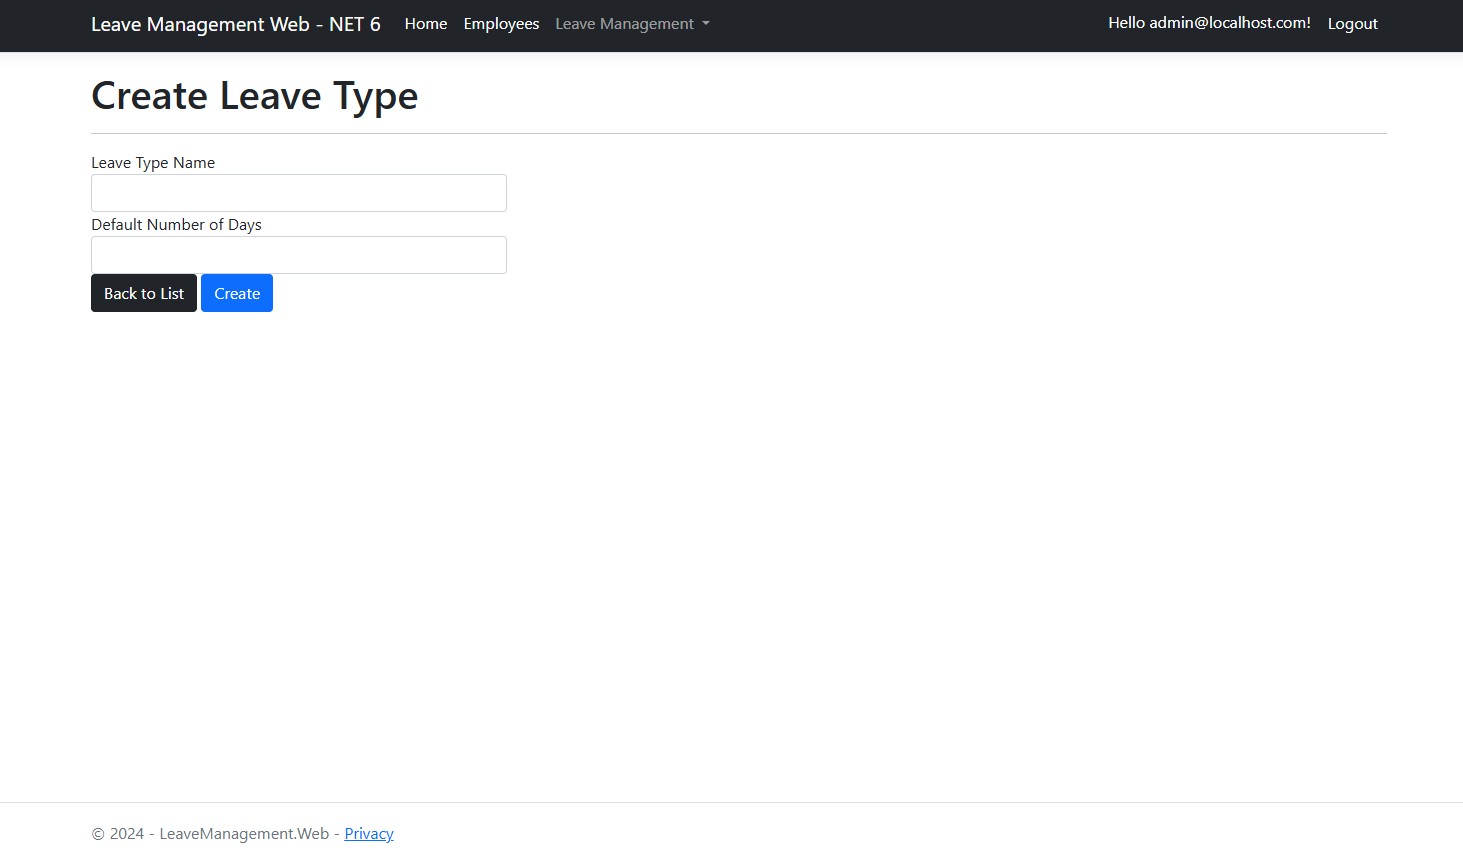 Leave Management Web - NET 6 Home Employees Leave Management Hello admin@localhost.com! Logout
Create Leave Type
Leave Type Name
Default Number of Days
Back to List Create
© 2024 - LeaveManagement.Web - Privacy